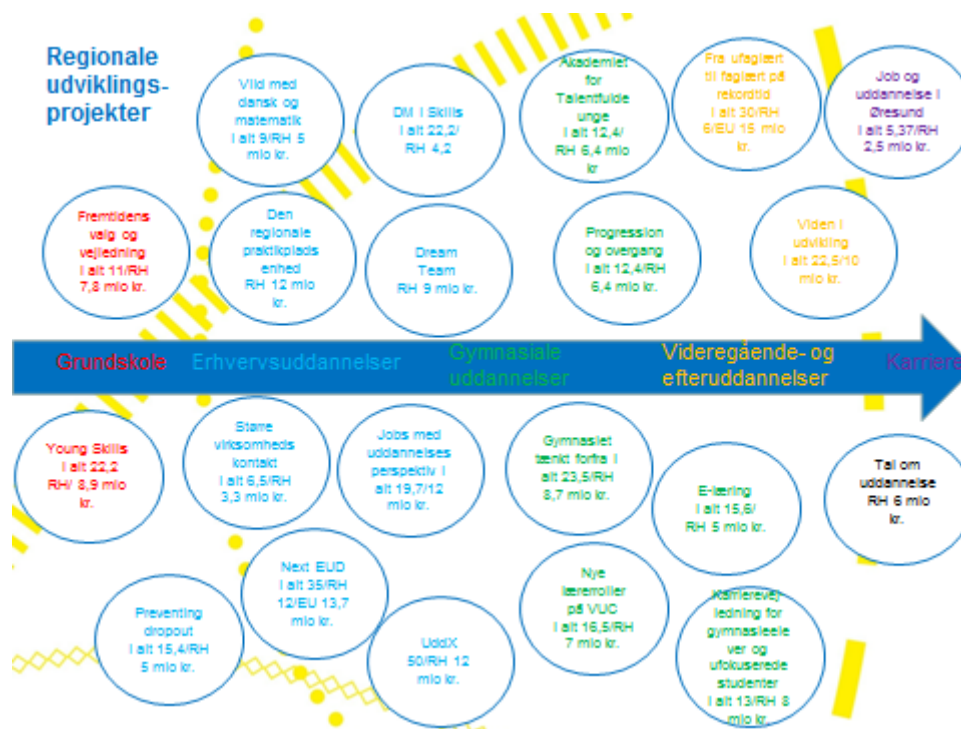 Regionale
udviklings-
projekter
Vild med
dansk og
matematik
I alt 9/RH 5
mio kr.
DM i Skills
I alt 22,2/
RH 4,2
Akademiet
for
Talentfulde
unge
I alt 12,4/
RH 6,4 mio
kr
Fra ufaglært
til faglært på
rekordtid
I alt 30/RH
6/EU 15 mio
kr.
Job og
uddannelse i
Øresund
I alt 5,37/RH
2,5 mio kr.
Fremtidens
valg og
vejledning
I alt 11/RH
7,8 mio kr.
Den
regionale
praktikplads
enhed
RH 12 mio
kr.
Dream
Team
RH 9 mio kr.
Progression
og overgang
I alt 12,4/RH
6,4 mio kr.
Viden i
udvikling
I alt 22,5/10
mio kr.
Grundskole
Erhvervsuddannelser
Gymnasiale
uddannelser
Videregående- og
efteruddannelser
Karriere
Young Skills
I alt 22,2
RH/ 8,9 mio
kr.
Større
virksomheds
kontakt
I alt 6,5/RH
3,3 mio kr.
Jobs med
uddannelses
perspektiv I
alt 19,7/12
mio kr.
Gymnasiet
tænkt forfra I
alt 23,5/RH
8,7 mio kr.
E-læring
I alt 15,6/
RH 5 mio kr.
Tal om
uddannelse
RH 6 mio
kr.
Preventing
dropout
I alt 15,4/RH
5 mio kr.
Next EUD
I alt 35/RH
12/EU 13,7
mio kr.
UddX
50/RH 12
mio kr.
Nye
lærerroller
på VUC
I alt 16,5/RH
7 mio kr.
Karrierevej
ledning for
gymnasieele
ver og
ufokuserede
studenter
I alt 13/RH 8
mio kr.